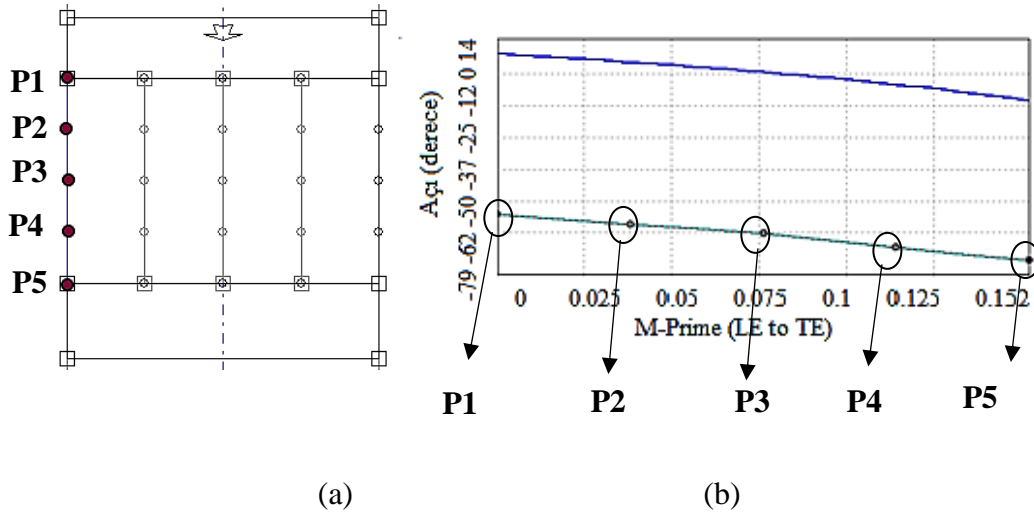 P1
P2
P3
P4
P5
Açı (derece)
-79 -62 -50 -37 -25 -12 0 14
0 0.025 0.05 0.075 0.1 0.125 0.152
M-Prime (LE to TE)
P1 P2 P3 P4 P5
(a) (b)